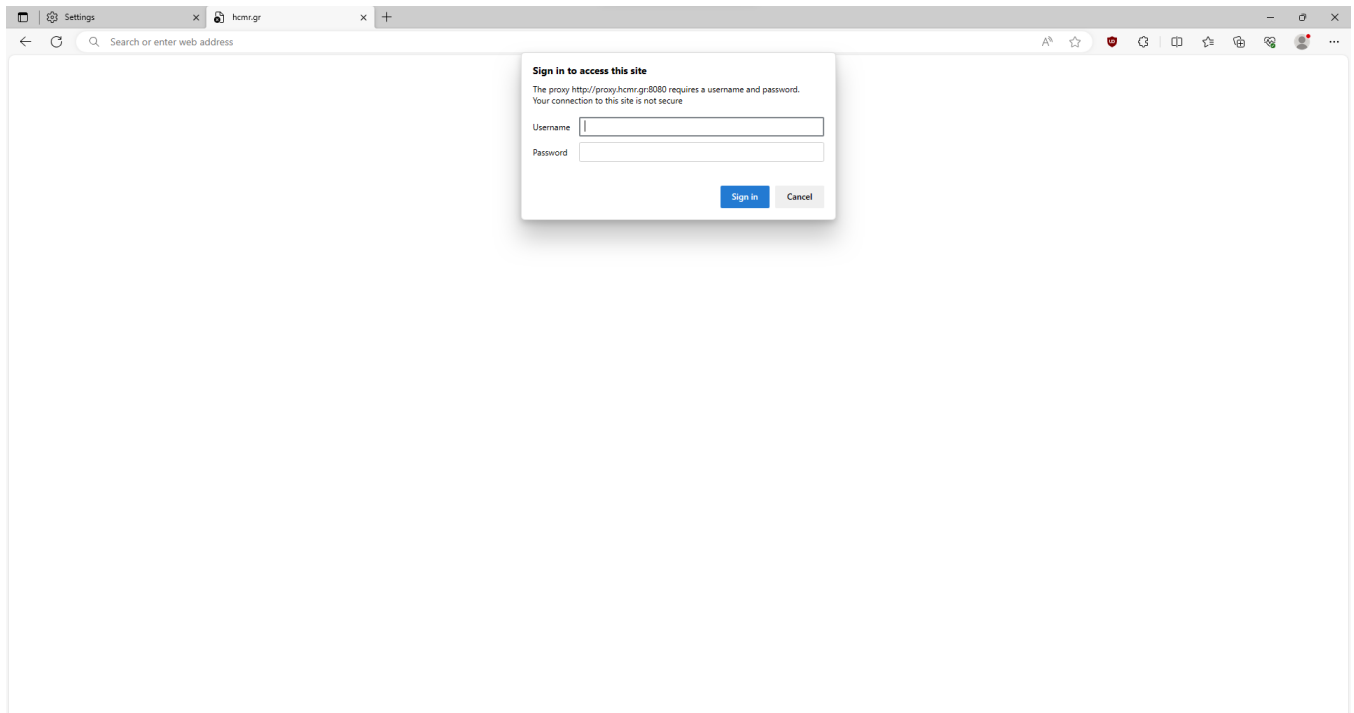 Settings
hcmr.gr
Search or enter web address
Sign in to access this site
The proxy http://proxy.hcmr.gr:8080 requires a username and password.
Your connection to this site is not secure
Username
Password
Sign in Cancel